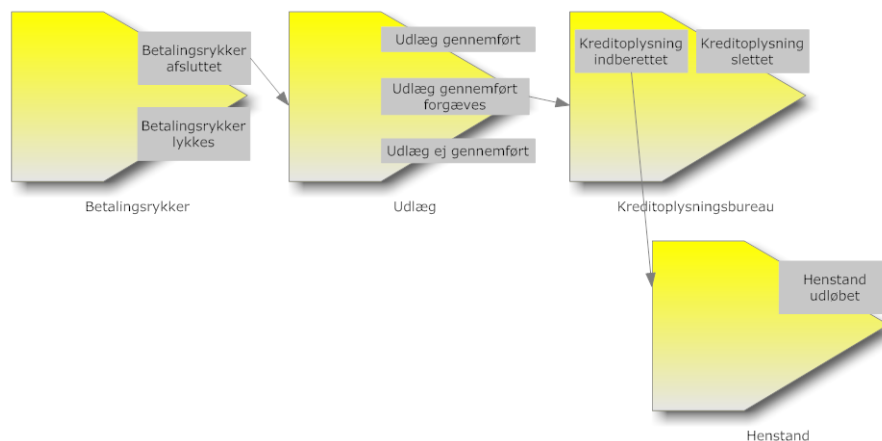 Betalingsrykker
afsluttet
Betalingsrykker
lykkes
Betalingsrykker
Udlæg gennemført
Udlæg gennemført
forgæves
Udlæg ej gennemført
Udlæg
Kreditoplysning
indberettet
Kreditoplysning
slettet
Kreditoplysningsbureau
Henstand
udløbet
Henstand